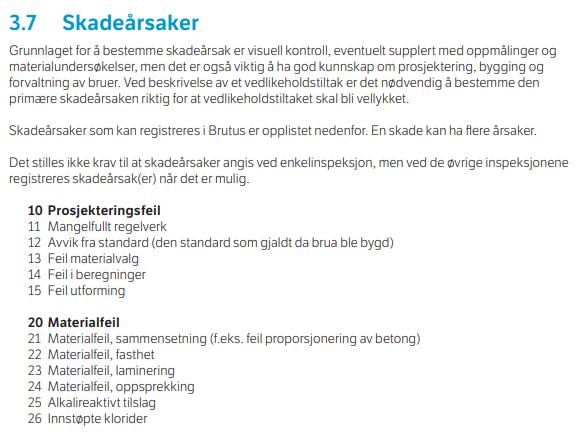 3.7 Skadeårsaker
Grunnlaget for å bestemme skadeårsak er visuell kontroll, eventuelt supplert med oppmålinger og
materialundersøkelser, men det er også viktig å ha god kunnskap om prosjektering, bygging og
forvaltning av bruer. Ved beskrivelse av et vedlikeholdstiltak er det nødvendig å bestemme den
primære skadeårsaken riktig for at vedlikeholdstiltaket skal bli vellykket.
Skadeårsaker som kan registreres i Brutus er opplistet nedenfor. En skade kan ha flere årsaker.
Det stilles ikke krav til at skadeårsaker angis ved enkelinspeksjon, men ved de øvrige inspeksjonene
registreres skadeårsak(er) når det er mulig.
10 Prosjekteringsfeil
11 Mangelfullt regelverk
12 Avvik fra standard (den standard som gjaldt da brua ble bygd)
13 Feil materialvalg
14 Feil i beregninger
15 Feil utforming
20 Materialfeil
21 Materialfeil, sammensetning (f.eks. feil proporsjonering av betong)
22 Materialfeil, fasthet
23 Materialfeil, laminering
24 Materialfeil, oppsprekking
25 Alkalireaktivt tilslag
26 Innstøpte klorider